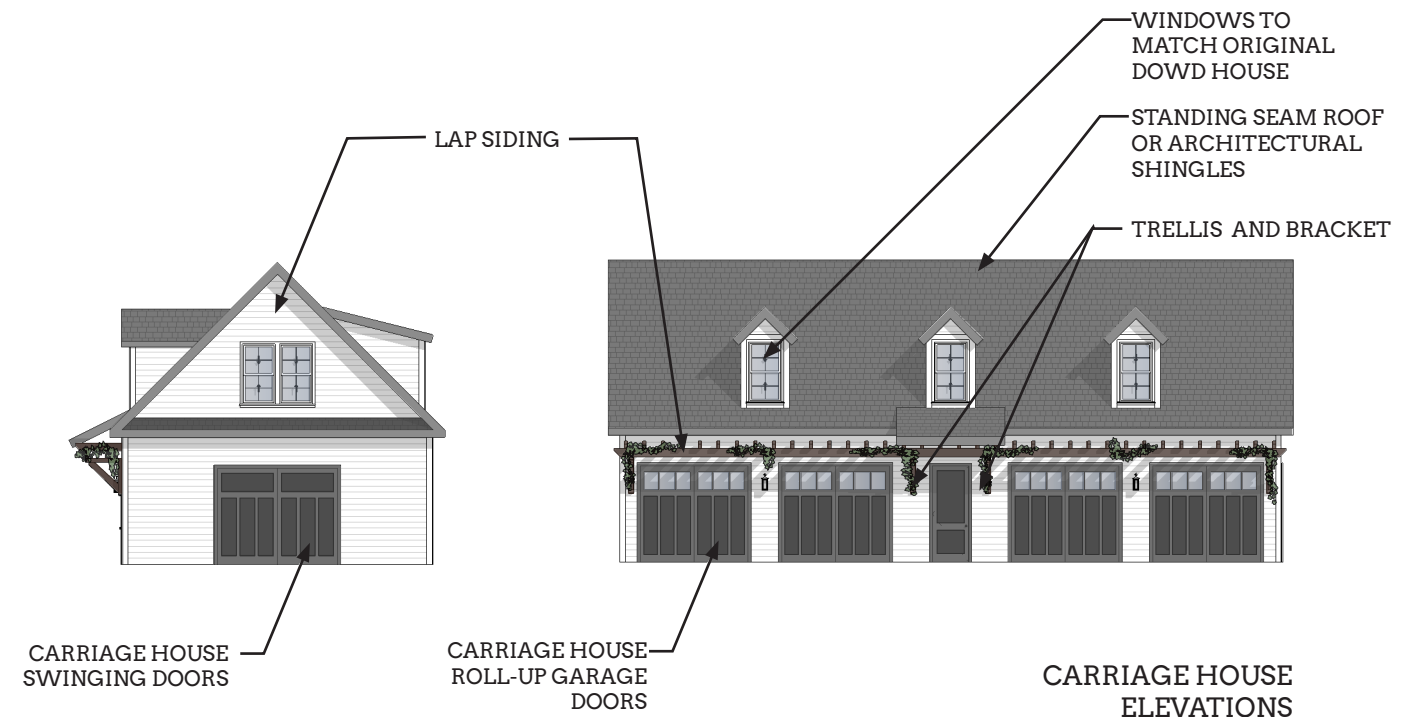 WINDOWS TO
MATCH ORIGINAL
DOWD HOUSE
STANDING SEAM ROOF
OR ARCHITECTURAL
SHINGLES
LAP SIDING
TRELLIS AND BRACKET
CARRIAGE HOUSE
SWINGING DOORS
CARRIAGE HOUSE
ROLL-UP GARAGE
DOORS
CARRIAGE HOUSE
ELEVATIONS